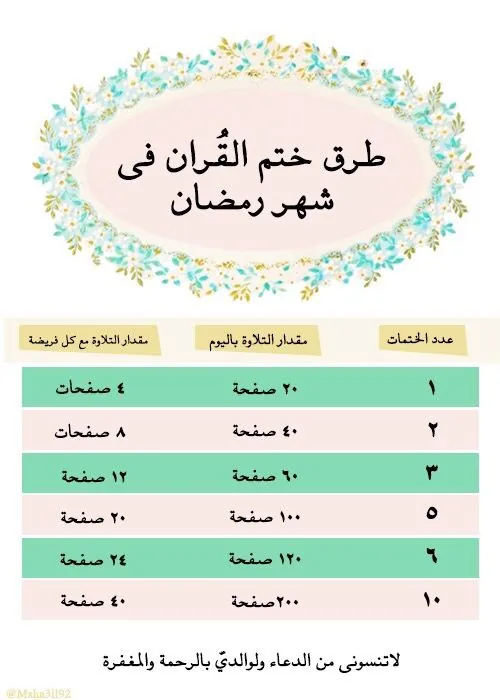 طرق ختم القُران فى
شهر رمضان
عدد الختمات مقدار التلاوة باليوم مقدار التلاوة مع كل فريضة
١ ٢٠ صفحة ٤ صفحات
٢ ٤٠ صفحة ٨ صفحات
٣ ٦٠ صفحة ١٢ صفحة
٥ ١٠٠ صفحة ٢٠ صفحة
٦ ١٢٠ صفحة ٢٤ صفحة
١٠ ٢٠٠صفحة ٤٠ صفحة
لاتنسونى من الدعاء ولوالديّ بالرحمة والمغفرة
@Maha3il92